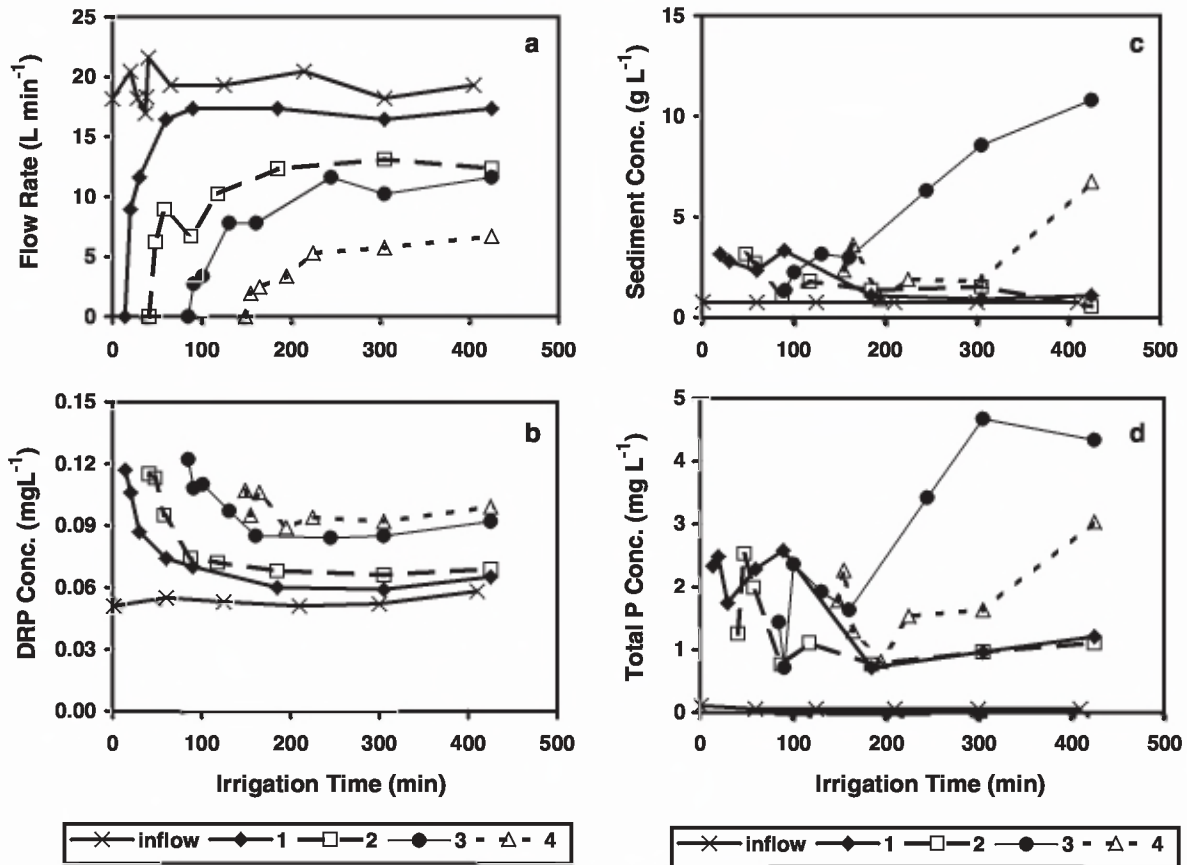 a
Flow Rate (L min⁻¹)
25
20
15
10
5
0
0 100 200 300 400 500
b
DRP Conc. (mgL⁻¹)
0.15
0.12
0.09
0.06
0.03
0.00
0 100 200 300 400 500
Irrigation Time (min)
inflow 1 2 3 4
c
Sediment Conc. (g L⁻¹)
15
10
5
0
0 100 200 300 400 500
d
Total P Conc. (mg L⁻¹)
5
4
3
2
1
0
0 100 200 300 400 500
Irrigation Time (min)
inflow 1 2 3 4